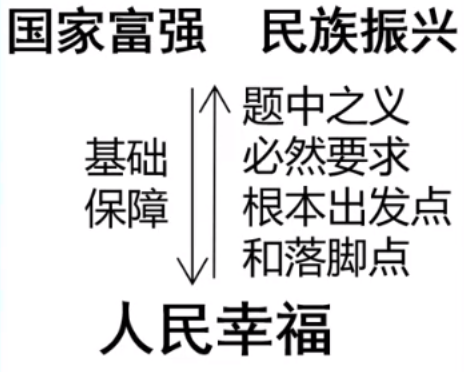 国家富强 民族振兴
基础
保障
题中之义
必然要求
根本出发点
和落脚点
人民幸福